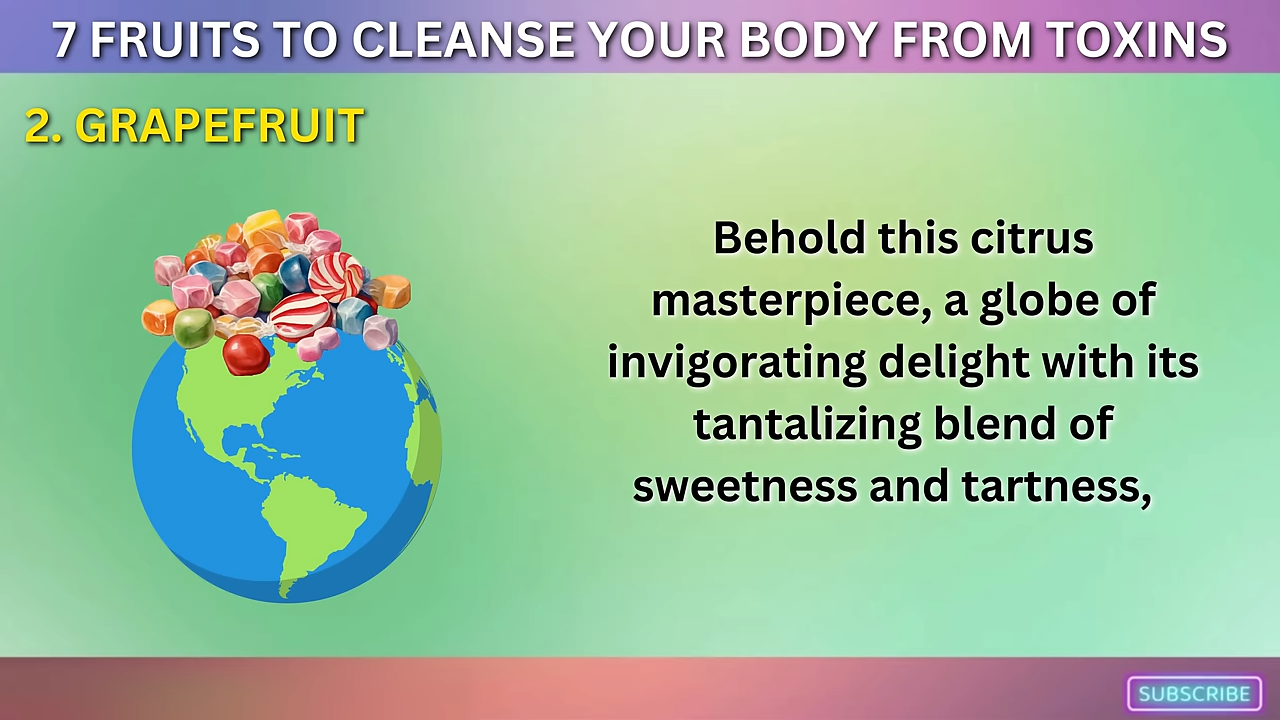 7 FRUITS TO CLEANSE YOUR BODY FROM TOXINS
2. GRAPEFRUIT
Behold this citrus
masterpiece, a globe of
invigorating delight with its
tantalizing blend of
sweetness and tartness,
SUBSCRIBE